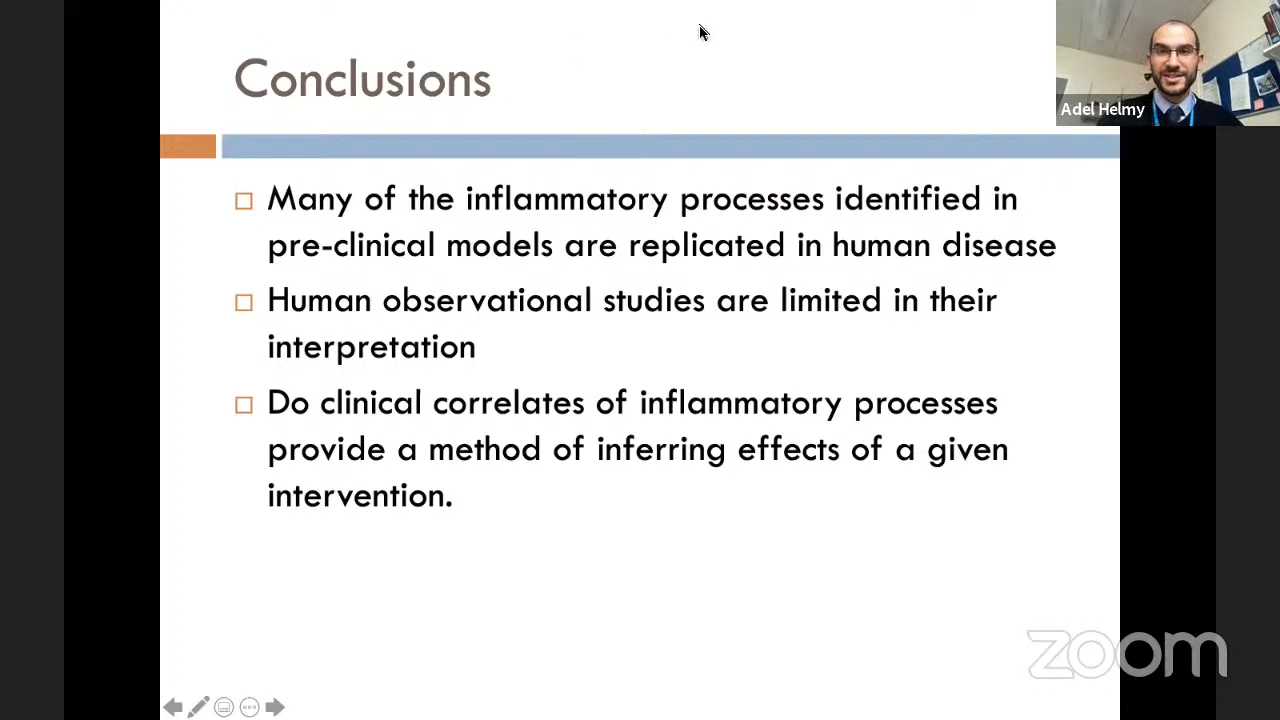 Conclusions
Adel Helmy
Many of the inflammatory processes identified in
pre-clinical models are replicated in human disease
Human observational studies are limited in their
interpretation
Do clinical correlates of inflammatory processes
provide a method of inferring effects of a given
intervention.
zoom